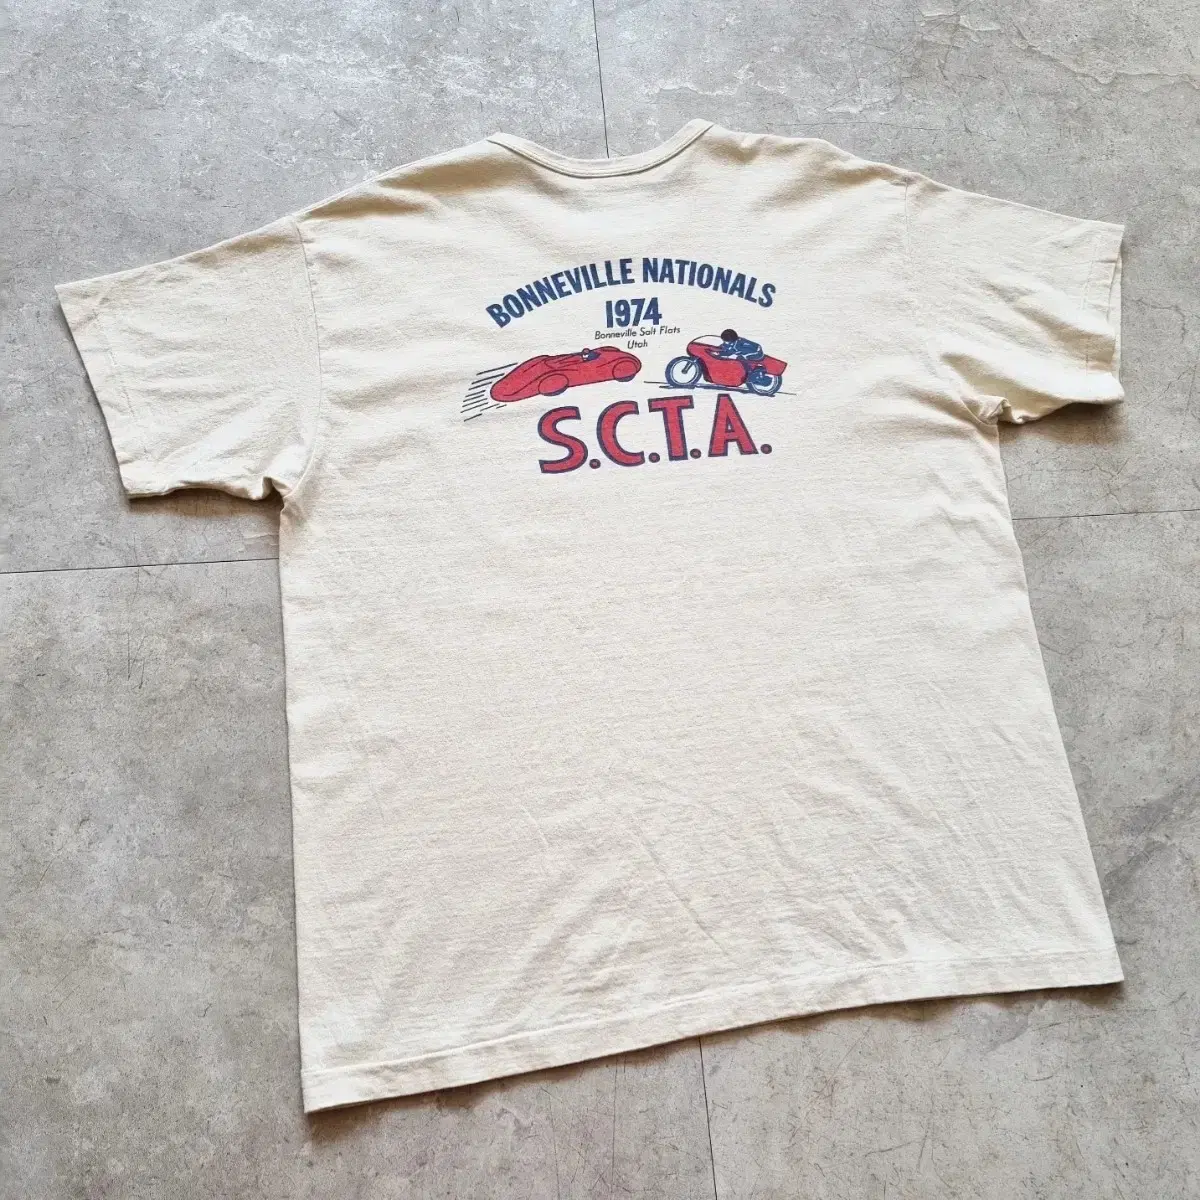 BONNEVILLE NATIONALS
1974
Bonneville Salt Flats
Utah
S.C.T.A.